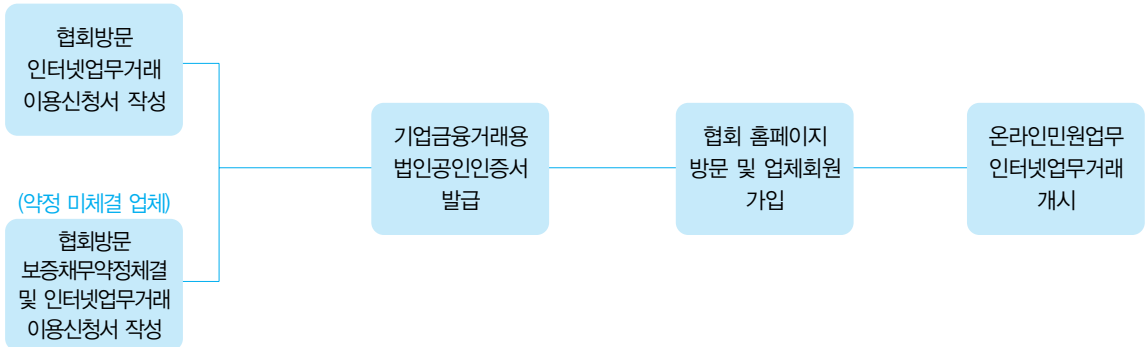 협회방문
인터넷업무거래
이용신청서 작성
(약정 미체결 업체)
협회방문
보증채무약정체결
및 인터넷업무거래
이용신청서 작성
기업금융거래용
법인공인인증서
발급
협회 홈페이지
방문 및 업체회원
가입
온라인민원업무
인터넷업무거래
개시